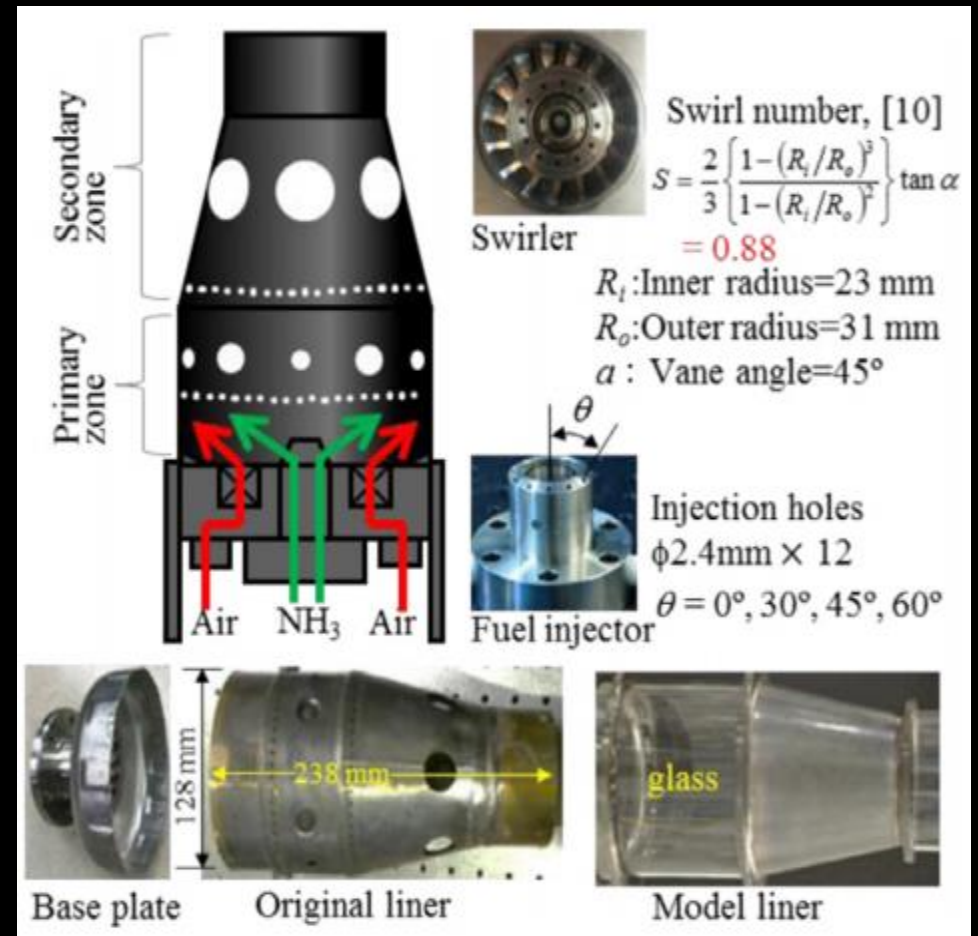 Secondary
zone
Primary
zone
Air
NH₃
Air
Swirler
Swirl number, [10]
S = 2/3 { 1−(Rᵢ/Rₒ)³ / 1−(Rᵢ/Rₒ)² } tan α
= 0.88
Rᵢ:Inner radius=23 mm
Rₒ:Outer radius=31 mm
a : Vane angle=45°
θ
Fuel injector
Injection holes
ϕ2.4mm × 12
θ = 0°, 30°, 45°, 60°
128 mm
238 mm
glass
Base plate
Original liner
Model liner